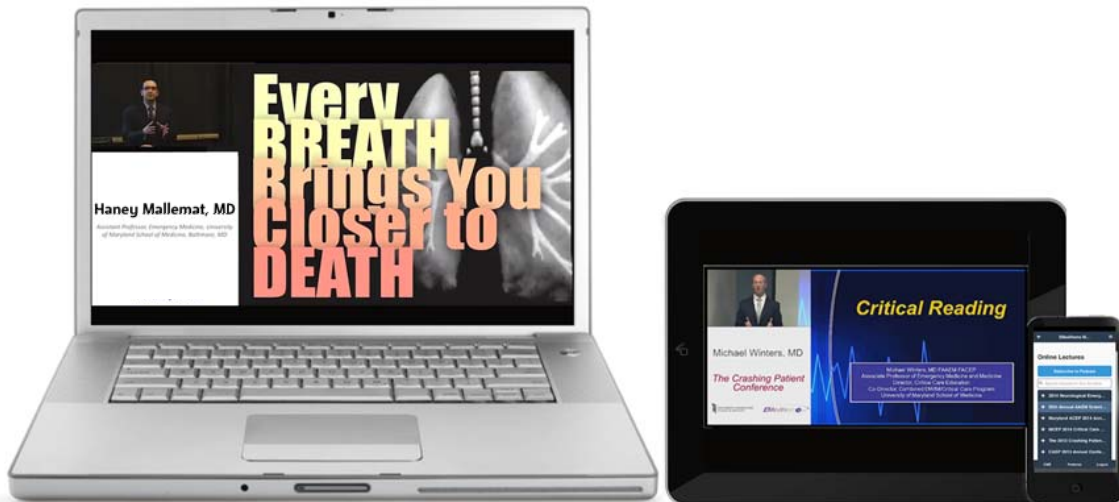 Every
BREATH
Brings You
Closer to
DEATH
Haney Mallemat, MD
Assistant Professor, Emergency Medicine, University
of Maryland School of Medicine, Baltimore, MD
Critical Reading
Michael Winters, MD
The Crashing Patient
Conference
Michael Winters, MD FAAEM FACEP
Associate Professor of Emergency Medicine and Medicine
Director, Critical Care Education
Co-Director, Combined EM/IM/Critical Care Program
University of Maryland School of Medicine
Online Lectures
Subscribe to Podcast